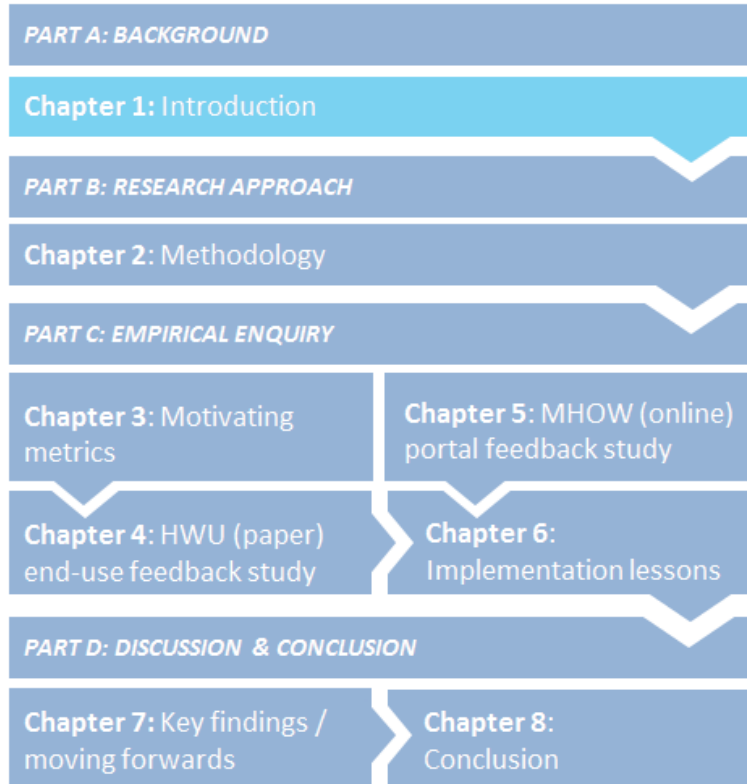 PART A: BACKGROUND
Chapter 1: Introduction
PART B: RESEARCH APPROACH
Chapter 2: Methodology
PART C: EMPIRICAL ENQUIRY
Chapter 3: Motivating
metrics
Chapter 5: MHOW (online)
portal feedback study
Chapter 4: HWU (paper)
end-use feedback study
Chapter 6:
Implementation lessons
PART D: DISCUSSION & CONCLUSION
Chapter 7: Key findings /
moving forwards
Chapter 8:
Conclusion